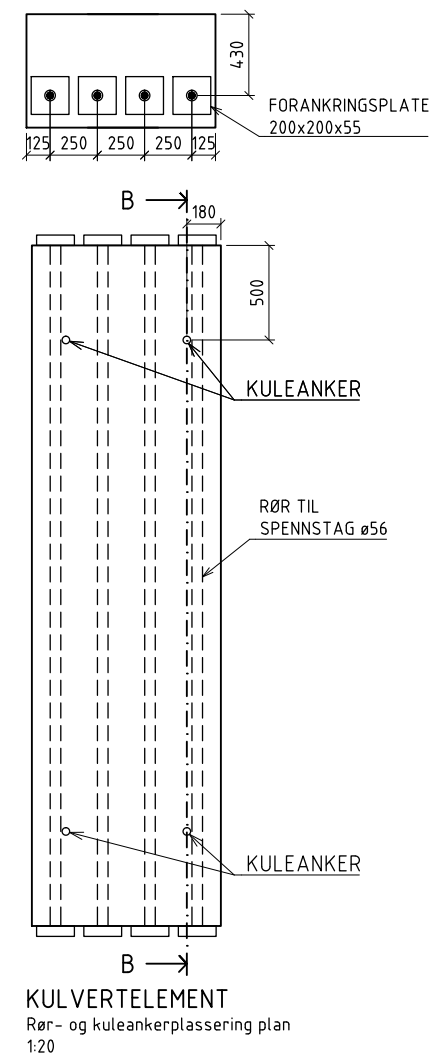 430
FORANKRINGSPLATE
200x200x55
125 250 250 250 125
B
180
500
KULEANKER
RØR TIL
SPENNSTAG ø56
KULEANKER
B
KULVERTELEMENT
Rør- og kuleankerplassering plan
1:20